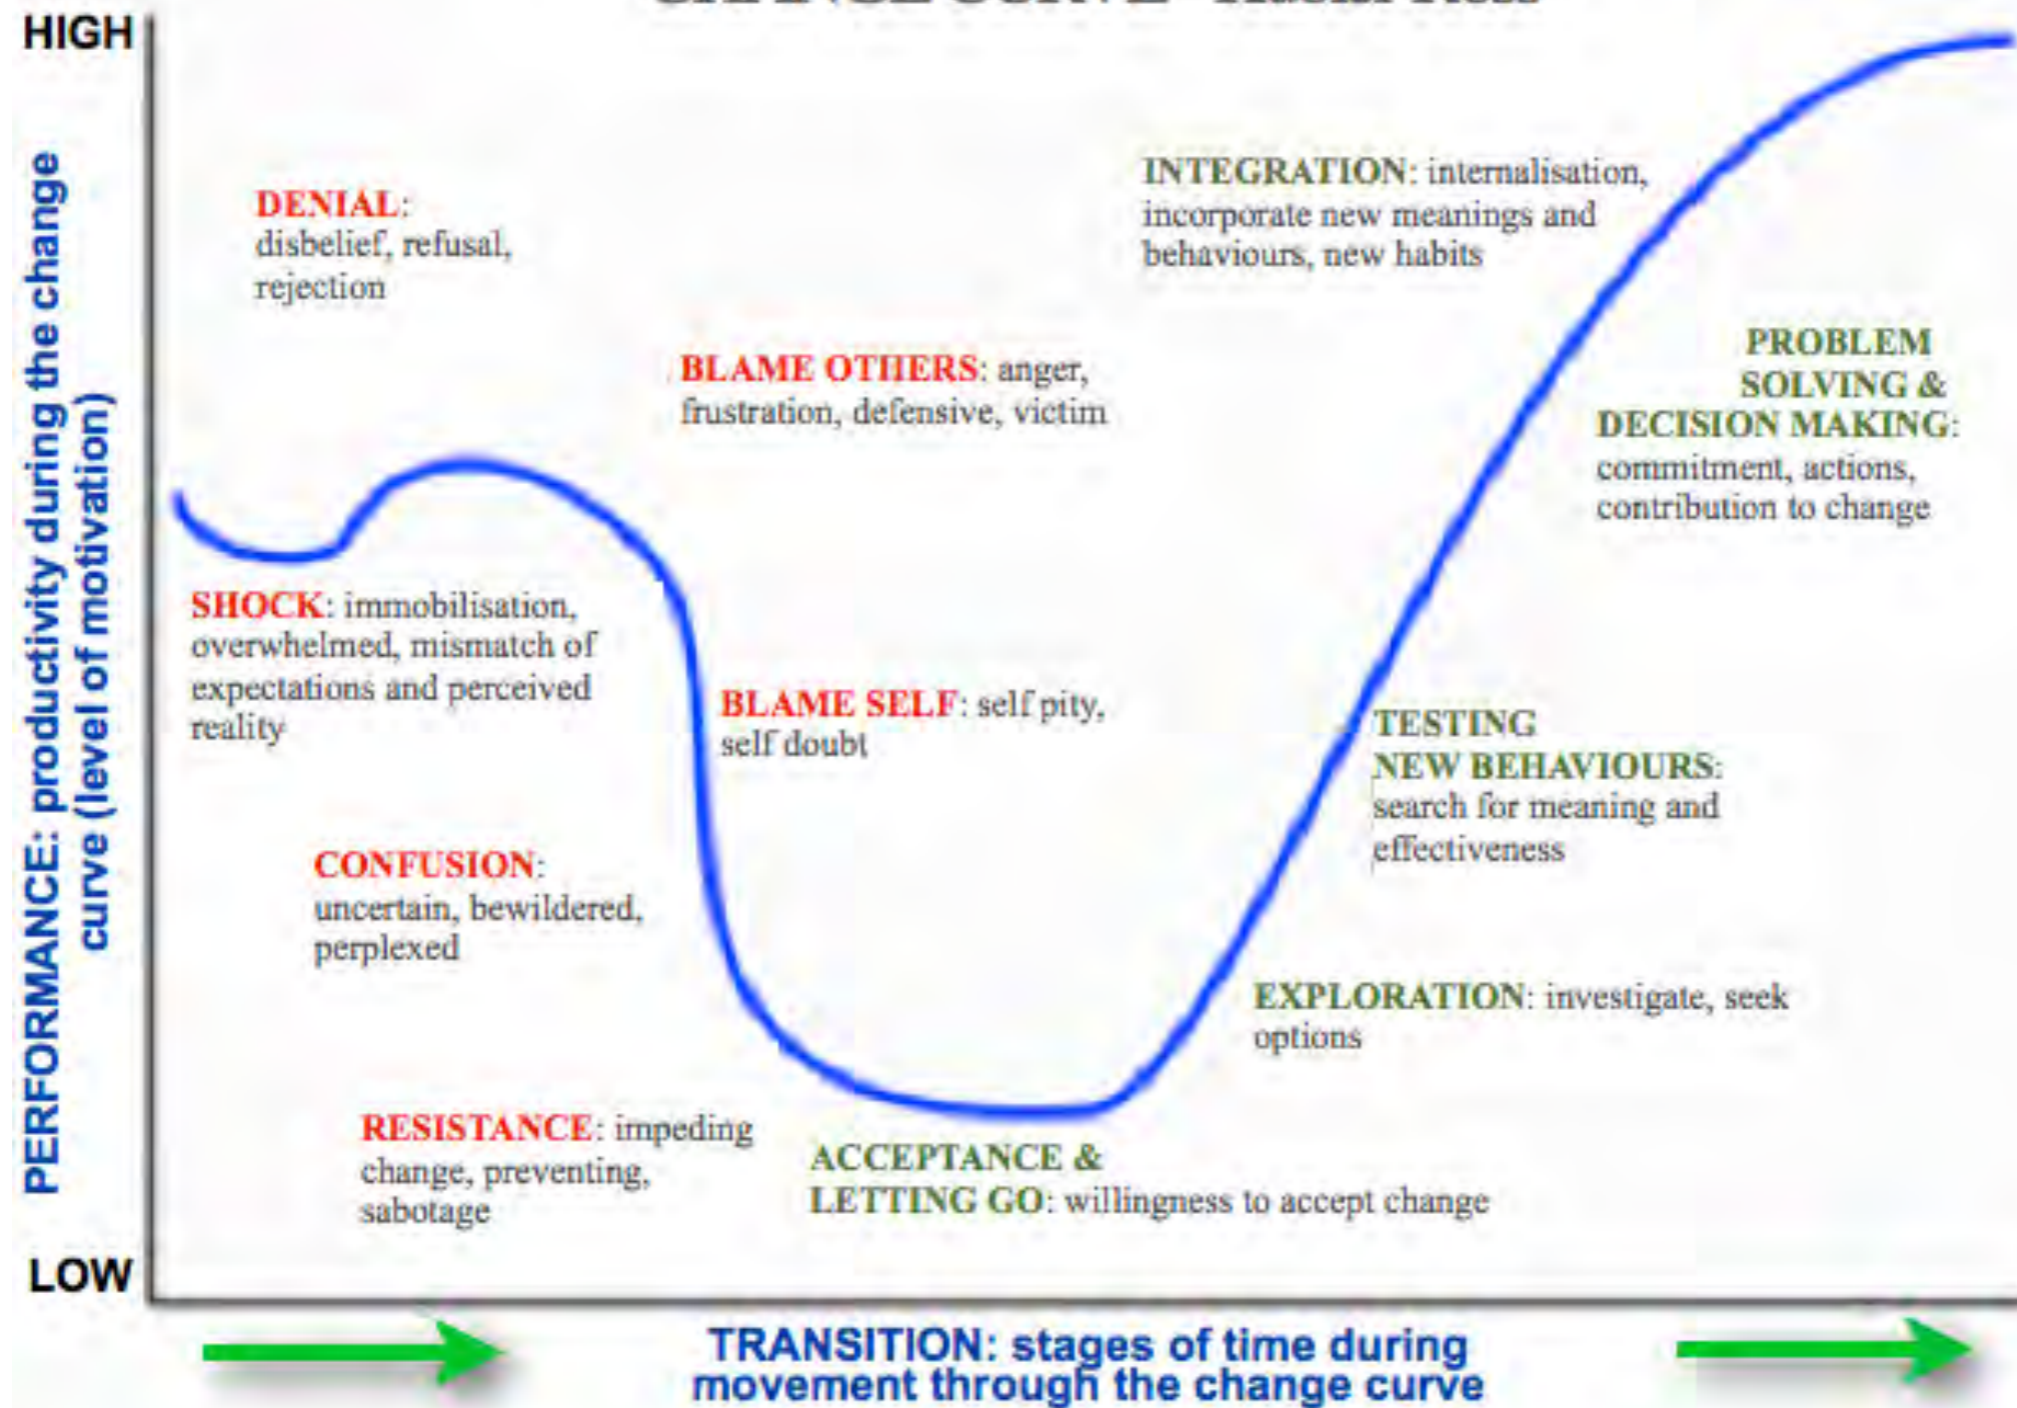 HIGH
PERFORMANCE: productivity during the change
curve (level of motivation)
DENIAL:
disbelief, refusal,
rejection
INTEGRATION: internalisation,
incorporate new meanings and
behaviours, new habits
BLAME OTHERS: anger,
frustration, defensive, victim
PROBLEM
SOLVING &
DECISION MAKING:
commitment, actions,
contribution to change
SHOCK: immobilisation,
overwhelmed, mismatch of
expectations and perceived
reality
BLAME SELF: self pity,
self doubt
TESTING
NEW BEHAVIOURS:
search for meaning and
effectiveness
CONFUSION:
uncertain, bewildered,
perplexed
EXPLORATION: investigate, seek
options
RESISTANCE: impeding
change, preventing,
sabotage
ACCEPTANCE &
LETTING GO: willingness to accept change
LOW
TRANSITION: stages of time during
movement through the change curve